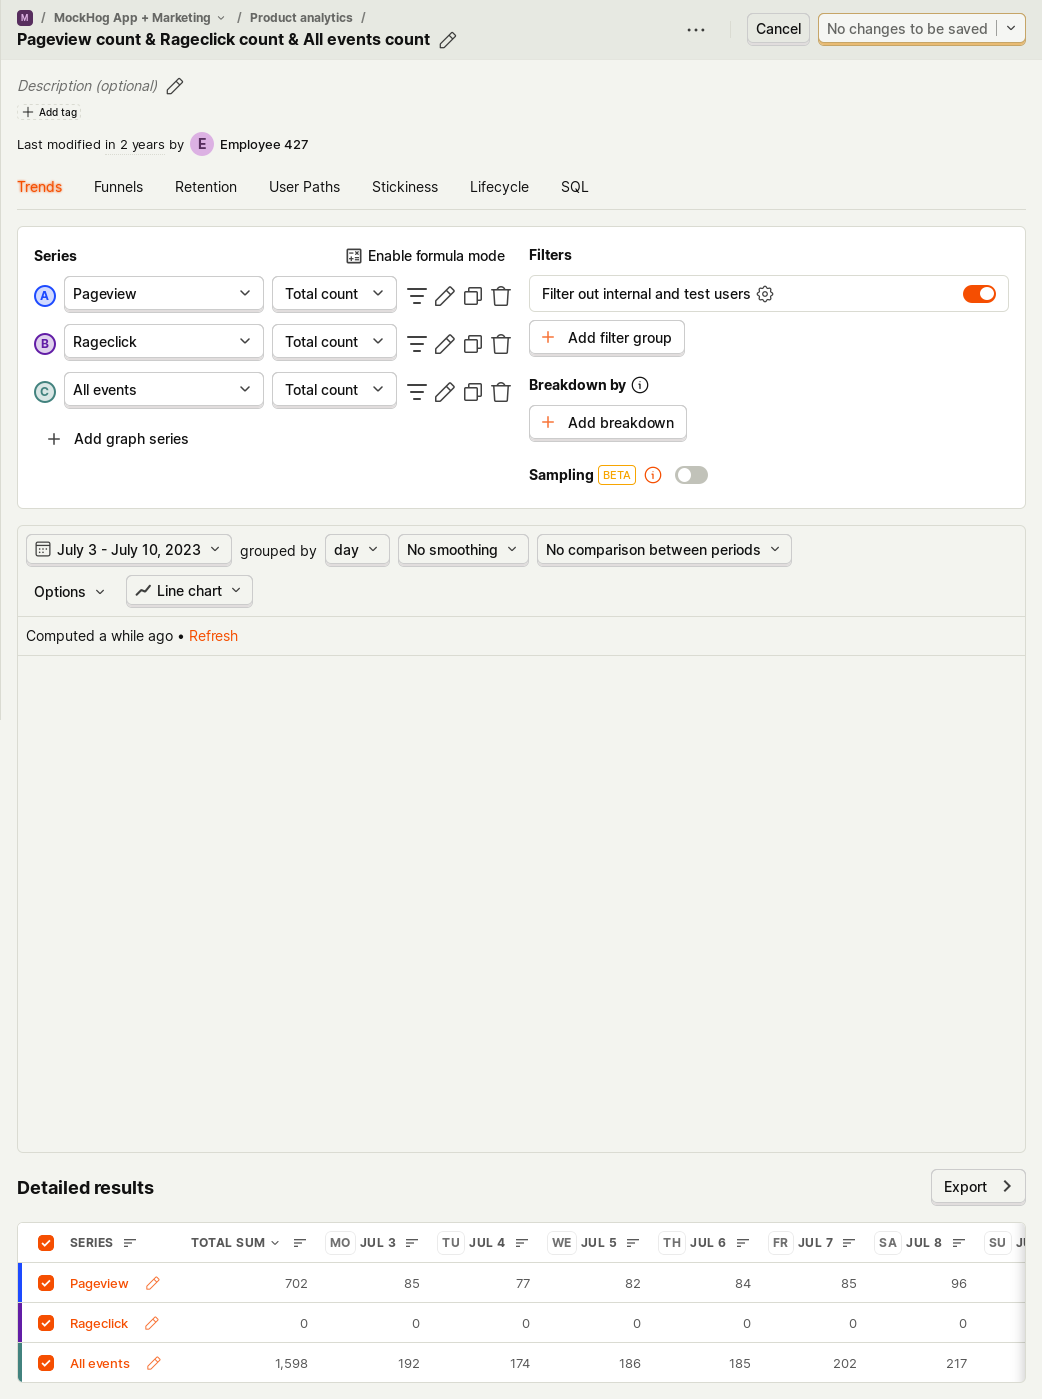 M / MockHog App + Marketing / Product analytics /
Pageview count & Rageclick count & All events count
Cancel
No changes to be saved
Description (optional)
Add tag
Last modified in 2 years by E Employee 427
Trends Funnels Retention User Paths Stickiness Lifecycle SQL
Series
Enable formula mode
A Pageview Total count
B Rageclick Total count
C All events Total count
Add graph series
Filters
Filter out internal and test users
Add filter group
Breakdown by
Add breakdown
Sampling BETA
July 3 - July 10, 2023 grouped by day No smoothing No comparison between periods
Options Line chart
Computed a while ago • Refresh
Detailed results
Export
SERIES TOTAL SUM MO JUL 3 TU JUL 4 WE JUL 5 TH JUL 6 FR JUL 7 SA JUL 8 SU
Pageview 702 85 77 82 84 85 96
Rageclick 0 0 0 0 0 0 0
All events 1,598 192 174 186 185 202 217